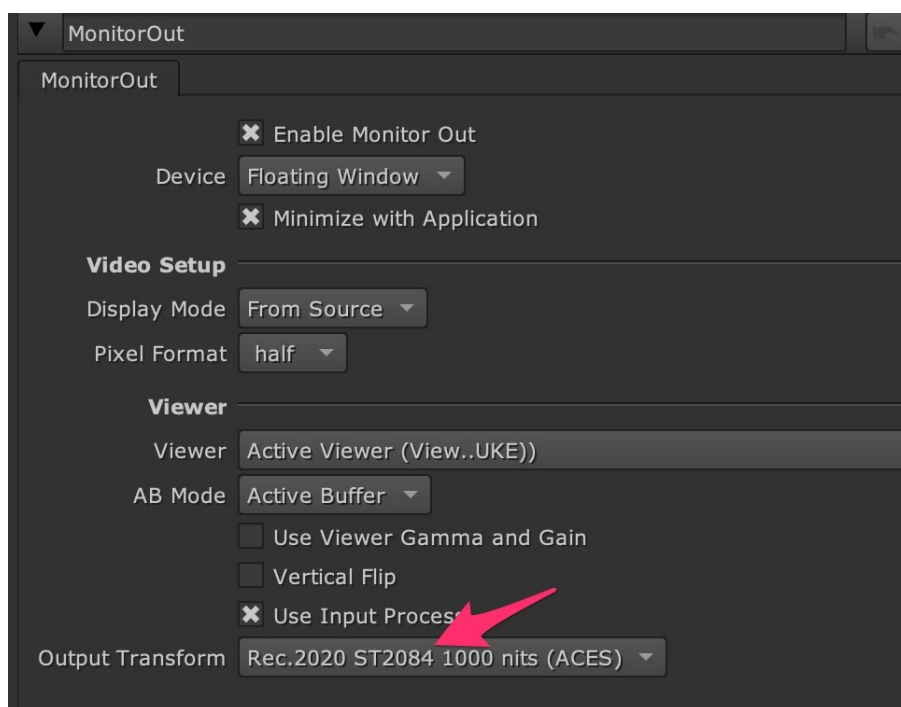 MonitorOut
MonitorOut
Enable Monitor Out
Device Floating Window
Minimize with Application
Video Setup
Display Mode From Source
Pixel Format half
Viewer
Viewer Active Viewer (View..UKE))
AB Mode Active Buffer
Use Viewer Gamma and Gain
Vertical Flip
Use Input Process
Output Transform Rec.2020 ST2084 1000 nits (ACES)